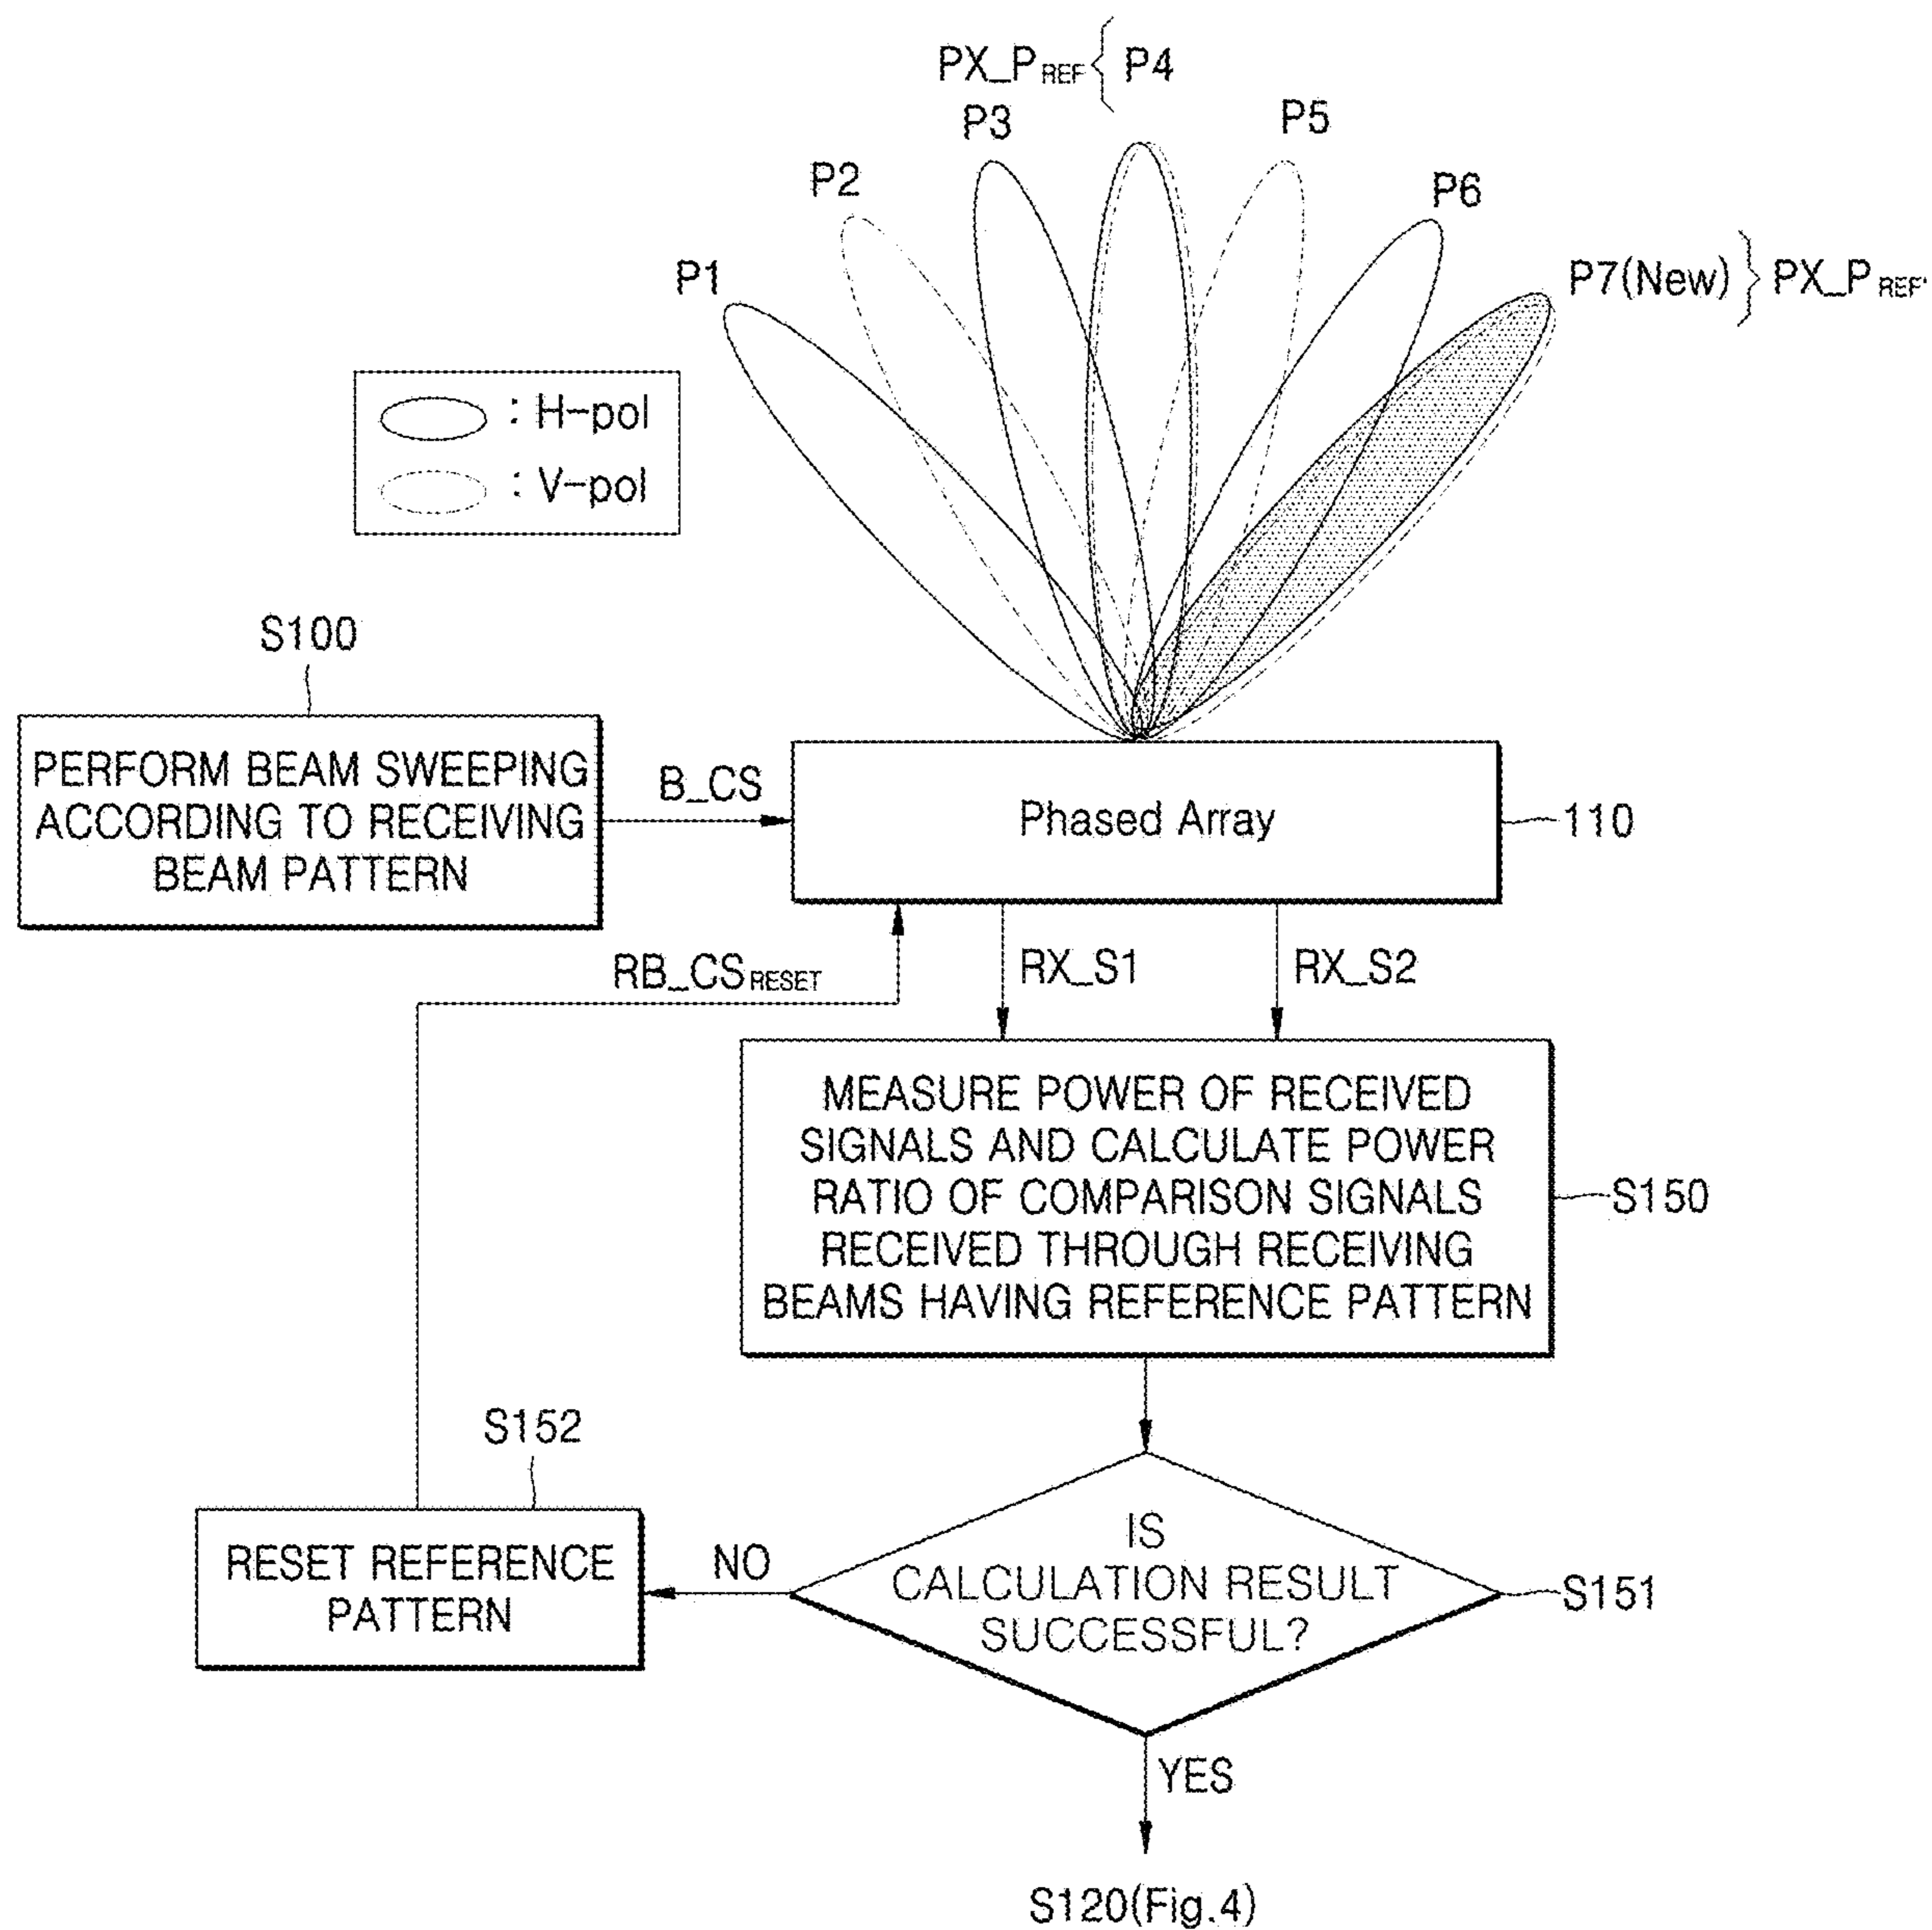 PX_PREF { P4
P3
P5
P2
P6
P1
P7(New) } PX_PREF'
: H-pol
: V-pol
S100
PERFORM BEAM SWEEPING
ACCORDING TO RECEIVING
BEAM PATTERN
B_CS
Phased Array
110
RB_CSRESET
RX_S1
RX_S2
MEASURE POWER OF RECEIVED
SIGNALS AND CALCULATE POWER
RATIO OF COMPARISON SIGNALS
RECEIVED THROUGH RECEIVING
BEAMS HAVING REFERENCE PATTERN
S150
S152
RESET REFERENCE
PATTERN
NO
IS
CALCULATION RESULT
SUCCESSFUL?
S151
YES
S120(Fig.4)